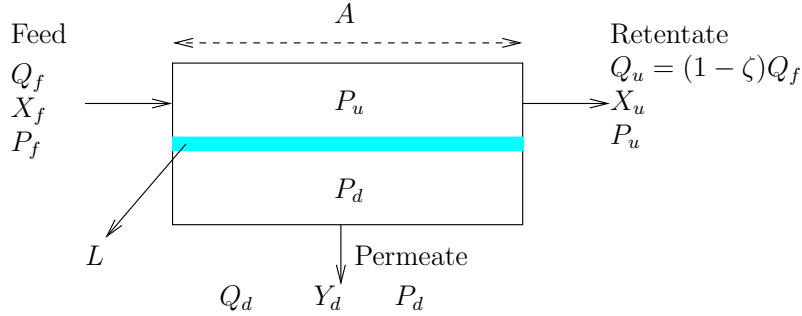 A
Feed
Q_f
X_f
P_f
P_u
P_d
Retentate
Q_u = (1 − ζ)Q_f
X_u
P_u
L
Permeate
Q_d Y_d P_d